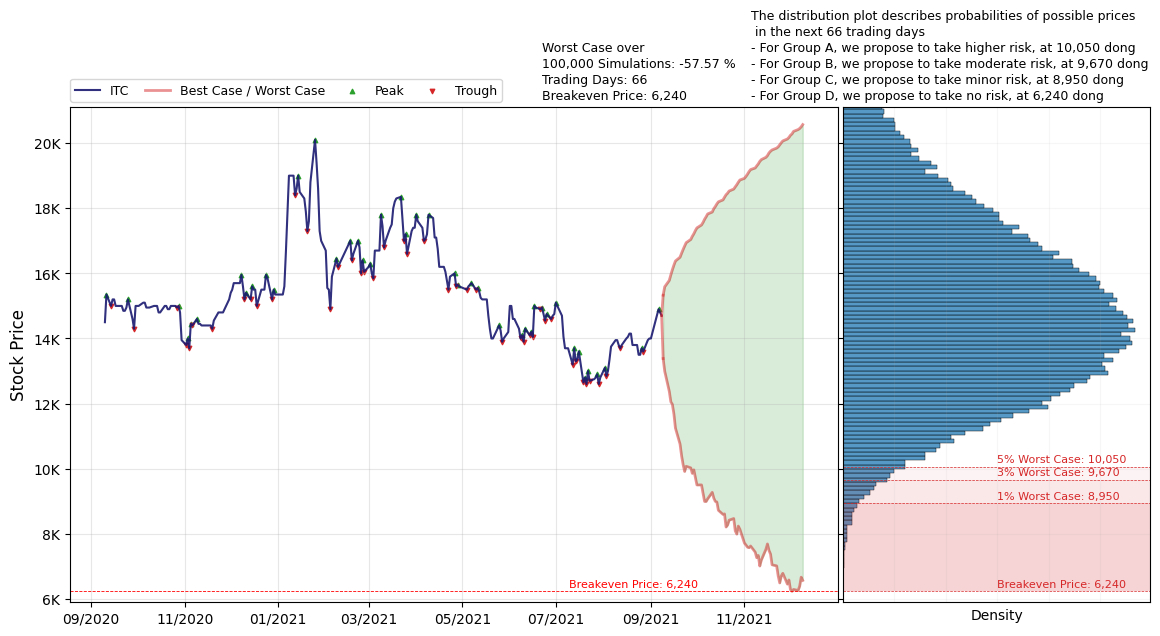 The distribution plot describes probabilities of possible prices
in the next 66 trading days
- For Group A, we propose to take higher risk, at 10,050 dong
- For Group B, we propose to take moderate risk, at 9,670 dong
- For Group C, we propose to take minor risk, at 8,950 dong
- For Group D, we propose to take no risk, at 6,240 dong
Worst Case over
100,000 Simulations: -57.57 %
Trading Days: 66
Breakeven Price: 6,240
ITC
Best Case / Worst Case
Peak
Trough
Stock Price
20K
18K
16K
14K
12K
10K
8K
6K
Breakeven Price: 6,240
09/2020
11/2020
01/2021
03/2021
05/2021
07/2021
09/2021
11/2021
5% Worst Case: 10,050
3% Worst Case: 9,670
1% Worst Case: 8,950
Breakeven Price: 6,240
Density